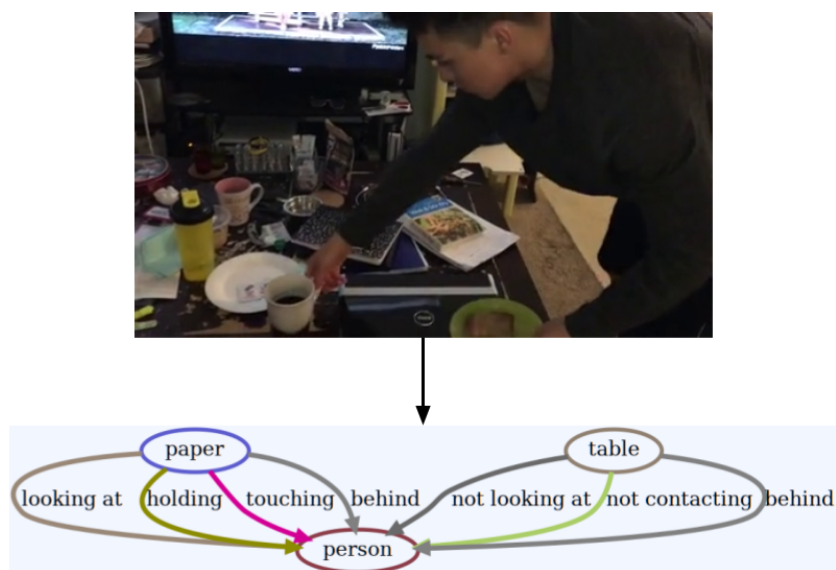 paper
table
looking at
holding
touching
behind
not looking at
not contacting
behind
person